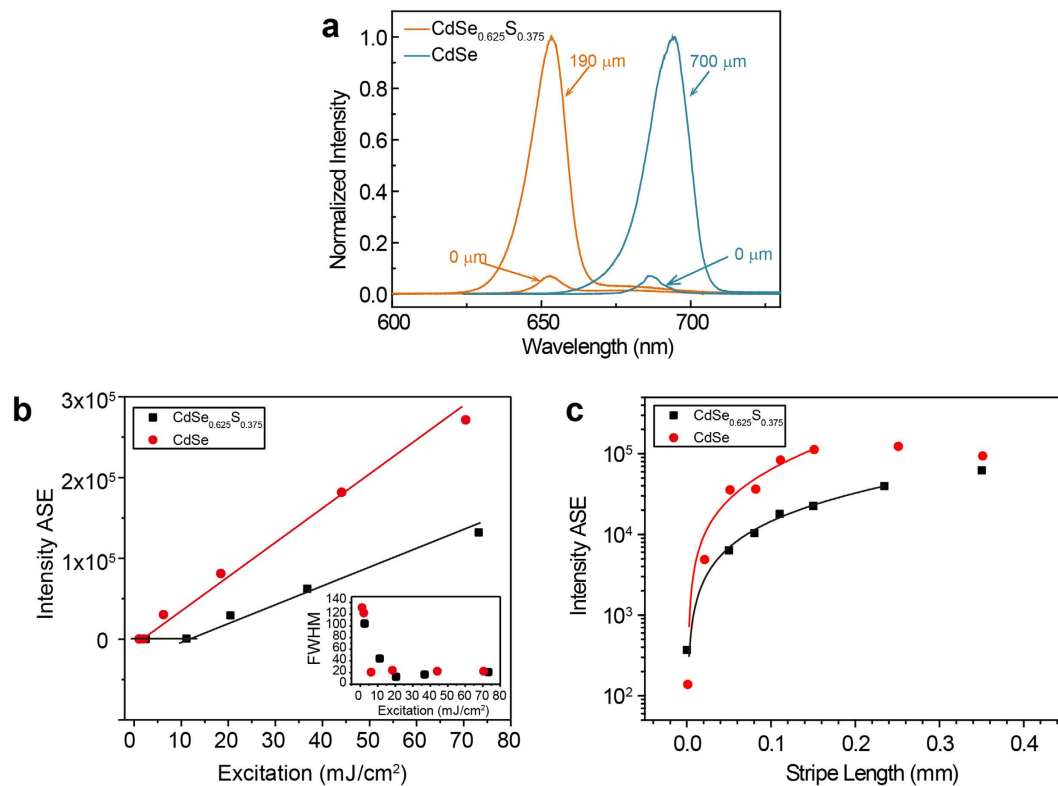 a
CdSe0.625S0.375
CdSe
190 μm
700 μm
0 μm
0 μm
1.0
0.8
0.6
0.4
0.2
0.0
Normalized Intensity
600
650
700
Wavelength (nm)
b
CdSe0.625S0.375
CdSe
3x10^5
2x10^5
1x10^5
0
Intensity ASE
0 10 20 30 40 50 60 70 80
Excitation (mJ/cm²)
140
120
100
80
60
40
20
0
FWHM
0 10 20 30 40 50 60 70 80
Excitation (mJ/cm²)
c
CdSe0.625S0.375
CdSe
10^5
10^4
10^3
10^2
Intensity ASE
0.0 0.1 0.2 0.3 0.4
Stripe Length (mm)